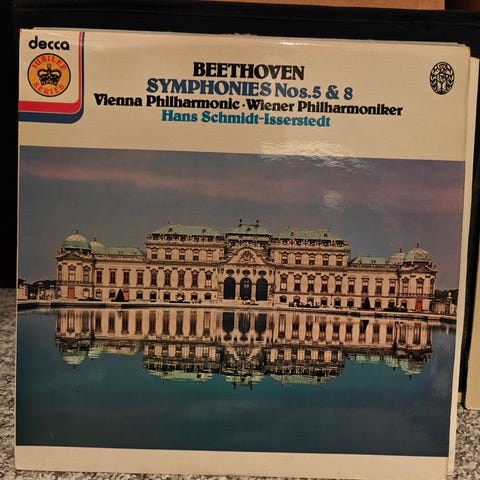 decca
JUBILEE
SERIES
BEETHOVEN
SYMPHONIES Nos.5 & 8
Vienna Philharmonic · Wiener Philharmoniker
Hans Schmidt-Isserstedt